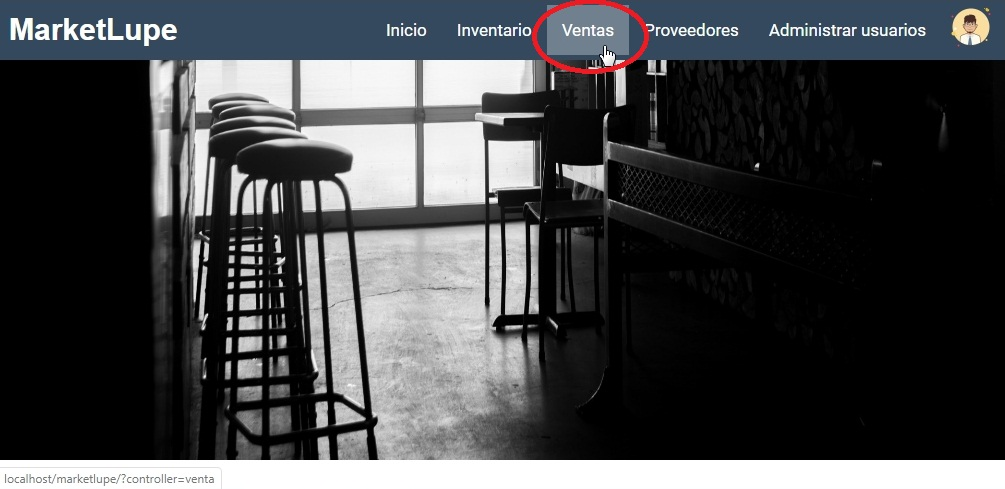 MarketLupe
Inicio Inventario Ventas Proveedores Administrar usuarios
localhost/marketlupe/?controller=venta